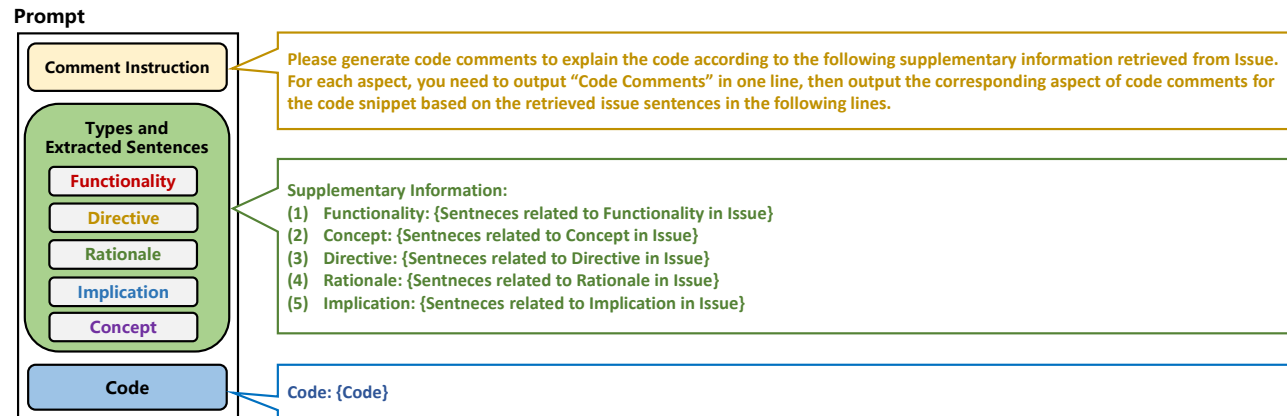 Prompt
Comment Instruction
Please generate code comments to explain the code according to the following supplementary information retrieved from Issue.
For each aspect, you need to output “Code Comments” in one line, then output the corresponding aspect of code comments for
the code snippet based on the retrieved issue sentences in the following lines.
Types and
Extracted Sentences
Functionality
Directive
Rationale
Implication
Concept
Supplementary Information:
(1) Functionality: {Sentneces related to Functionality in Issue}
(2) Concept: {Sentneces related to Concept in Issue}
(3) Directive: {Sentneces related to Directive in Issue}
(4) Rationale: {Sentneces related to Rationale in Issue}
(5) Implication: {Sentneces related to Implication in Issue}
Code
Code: {Code}